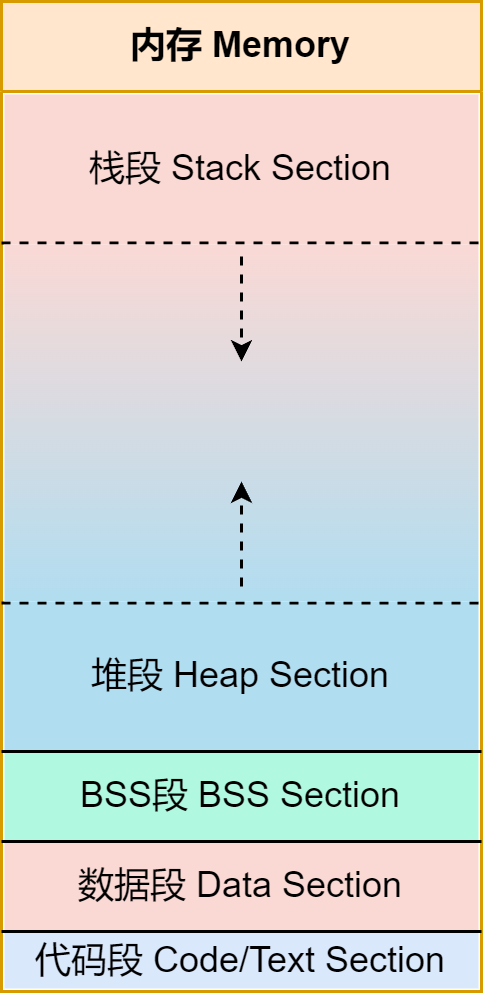 内存 Memory
栈段 Stack Section
堆段 Heap Section
BSS段 BSS Section
数据段 Data Section
代码段 Code/Text Section